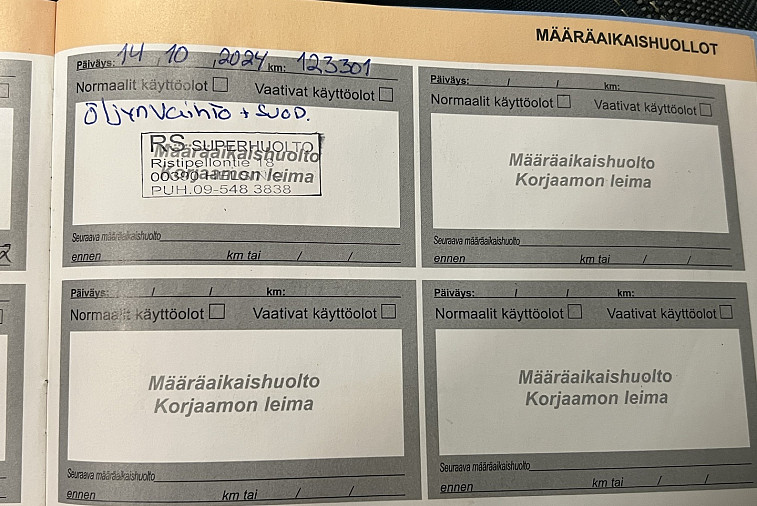 MÄÄRÄAIKAISHUOLLOT
Päiväys: 14 . 10 . 2024 km: 123301
Normaalit käyttöolot Vaativat käyttöolot
Öljynvaihto + suod.
RS SUPERHUOLTO
Määräaikaishuolto
Ristipellontie 18
Korjaamon leima
00390 HELSINKI
PUH.09-548 3838
Seuraava määräaikaishuolto
ennen km tai / /
Päiväys: / / km:
Normaalit käyttöolot Vaativat käyttöolot
Määräaikaishuolto
Korjaamon leima
Seuraava määräaikaishuolto
ennen km tai / /
Päiväys: / / km:
Normaalit käyttöolot Vaativat käyttöolot
Määräaikaishuolto
Korjaamon leima
Seuraava määräaikaishuolto
ennen km tai / /
Päiväys: / / km:
Normaalit käyttöolot Vaativat käyttöolot
Määräaikaishuolto
Korjaamon leima
Seuraava määräaikaishuolto
ennen km tai / /